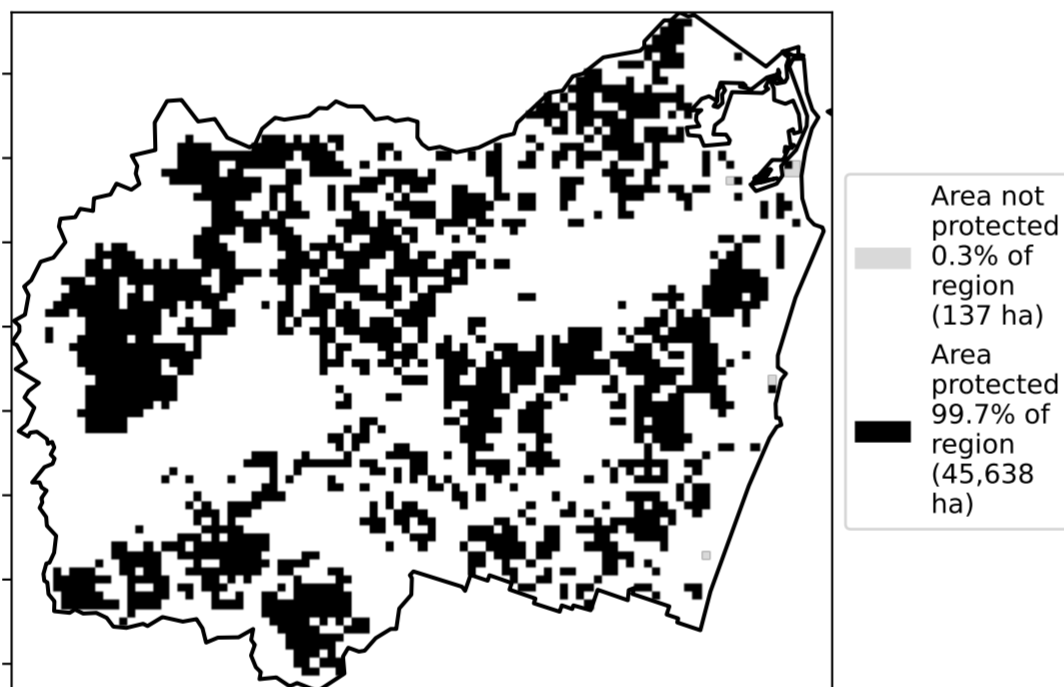 Area not
protected
0.3% of
region
(137 ha)
Area
protected
99.7% of
region
(45,638
ha)